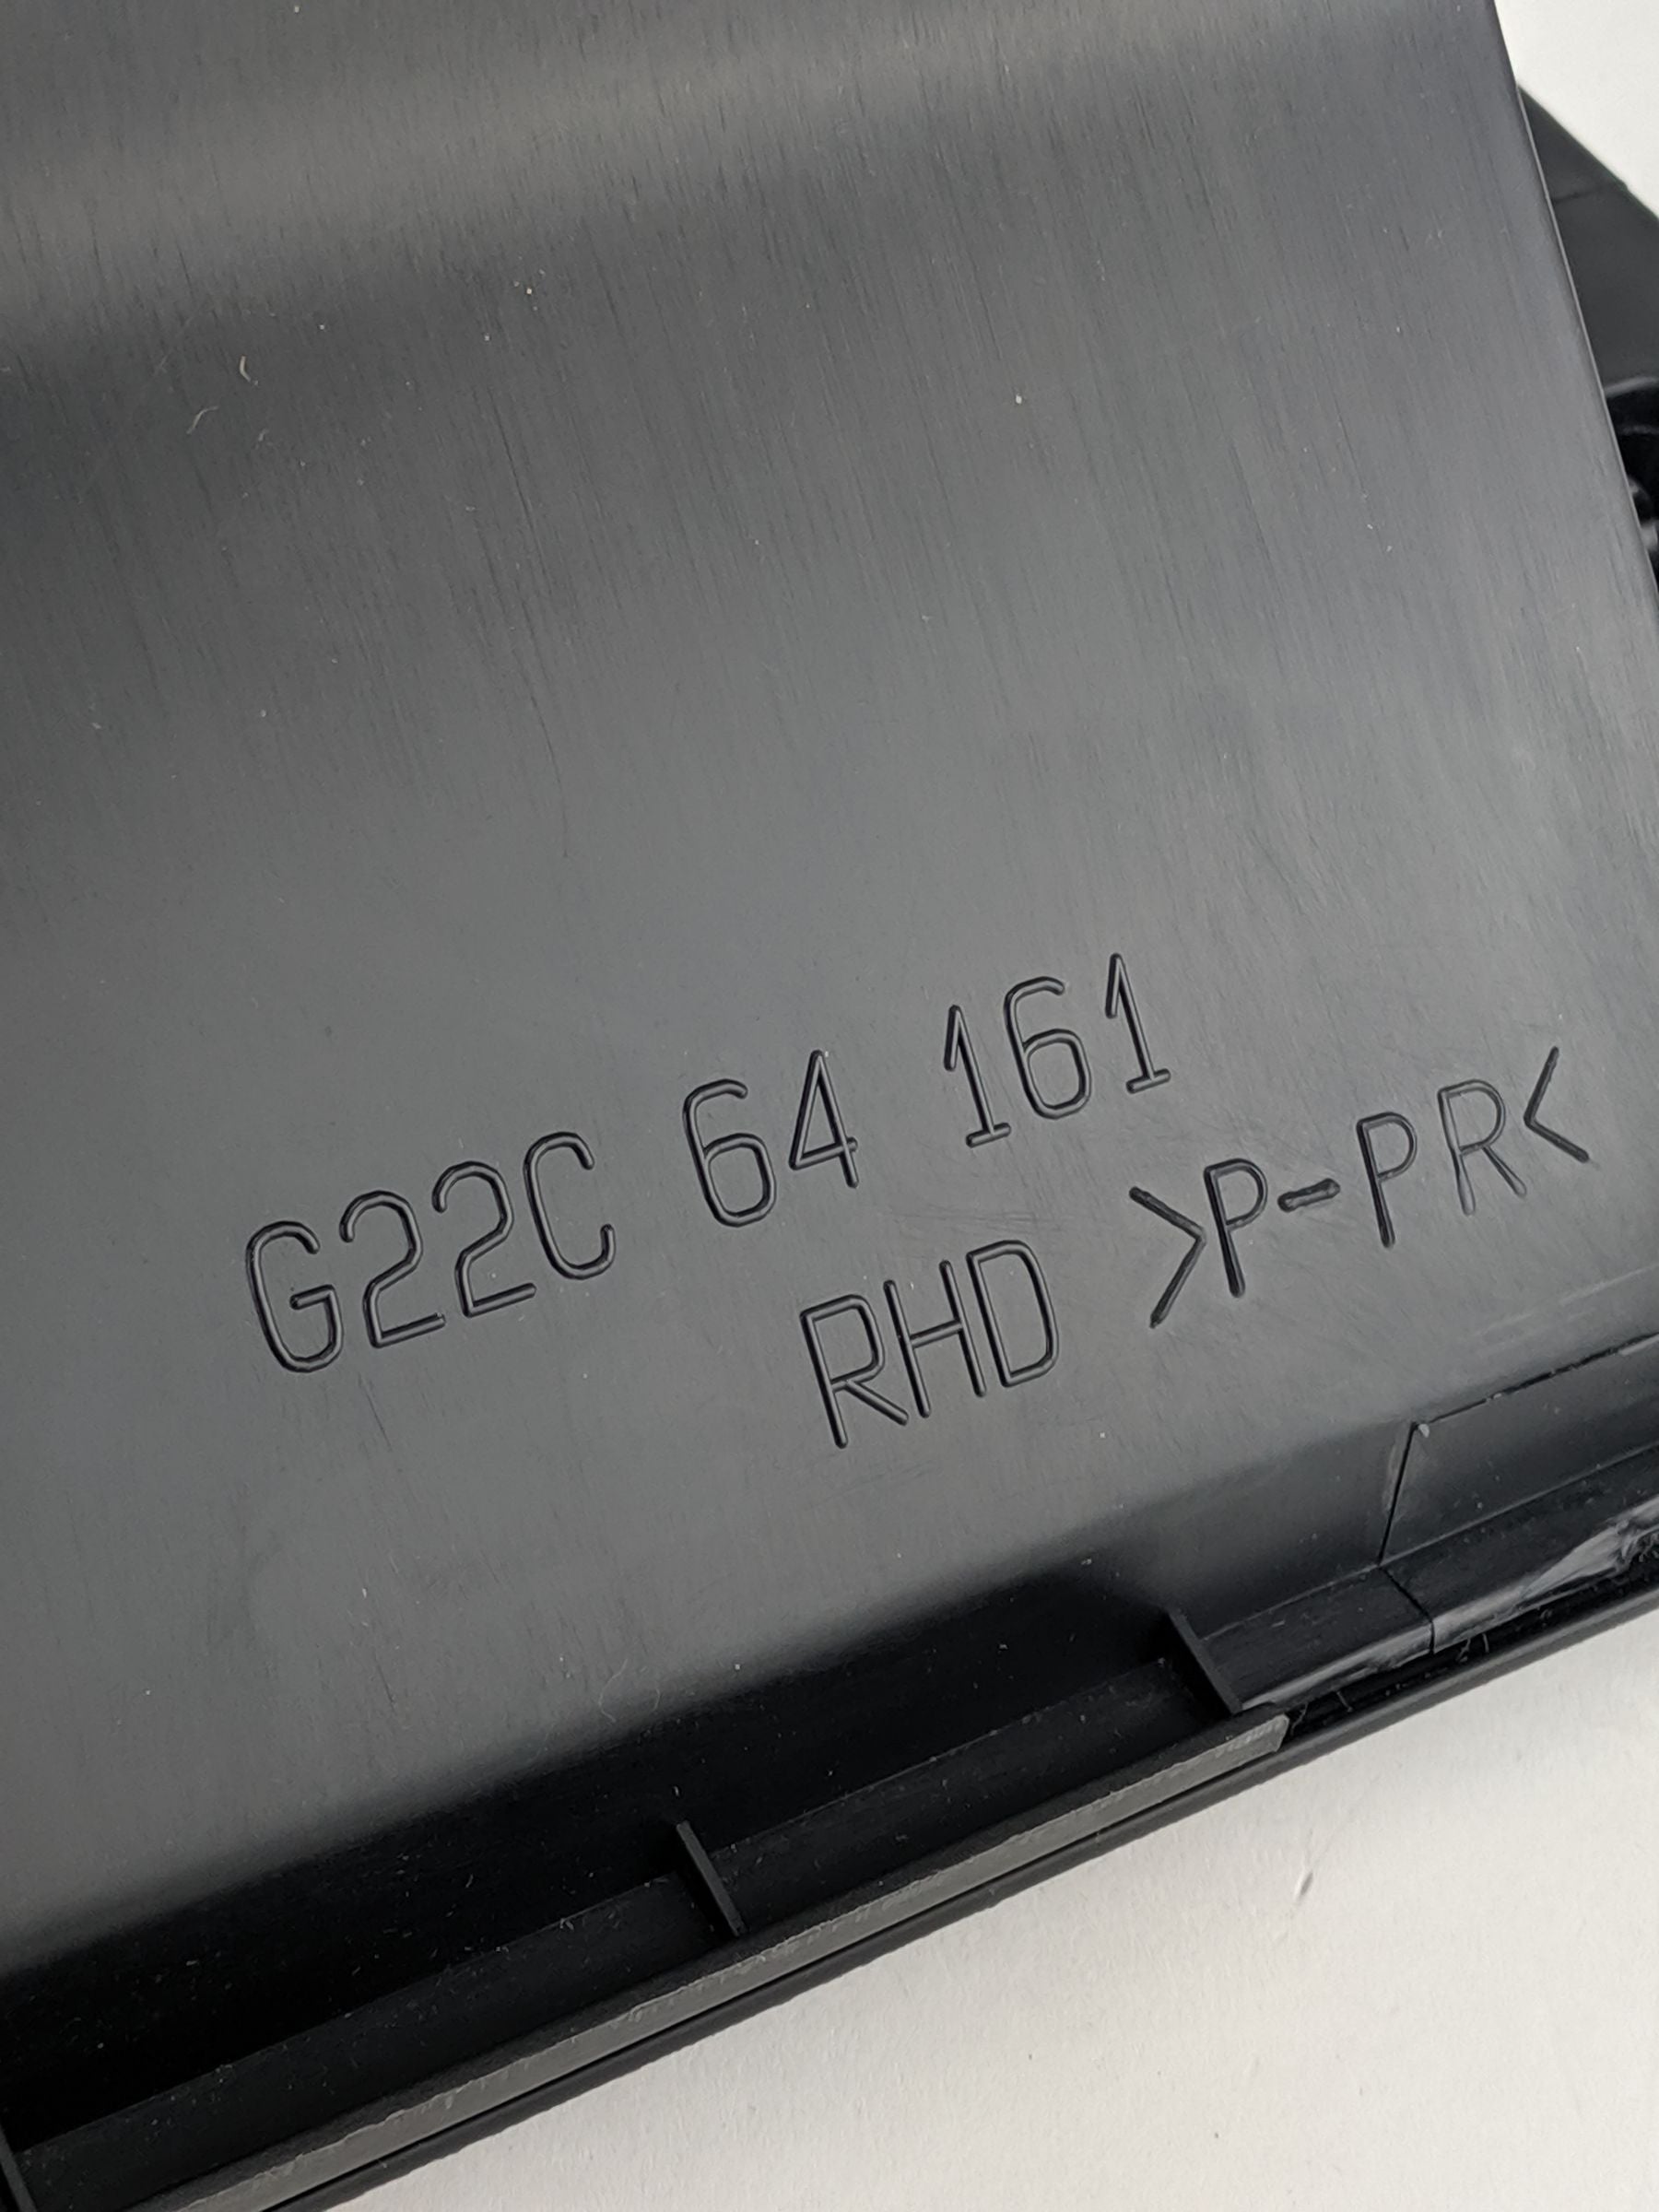 G22C 64 161
RHD >P-PR<